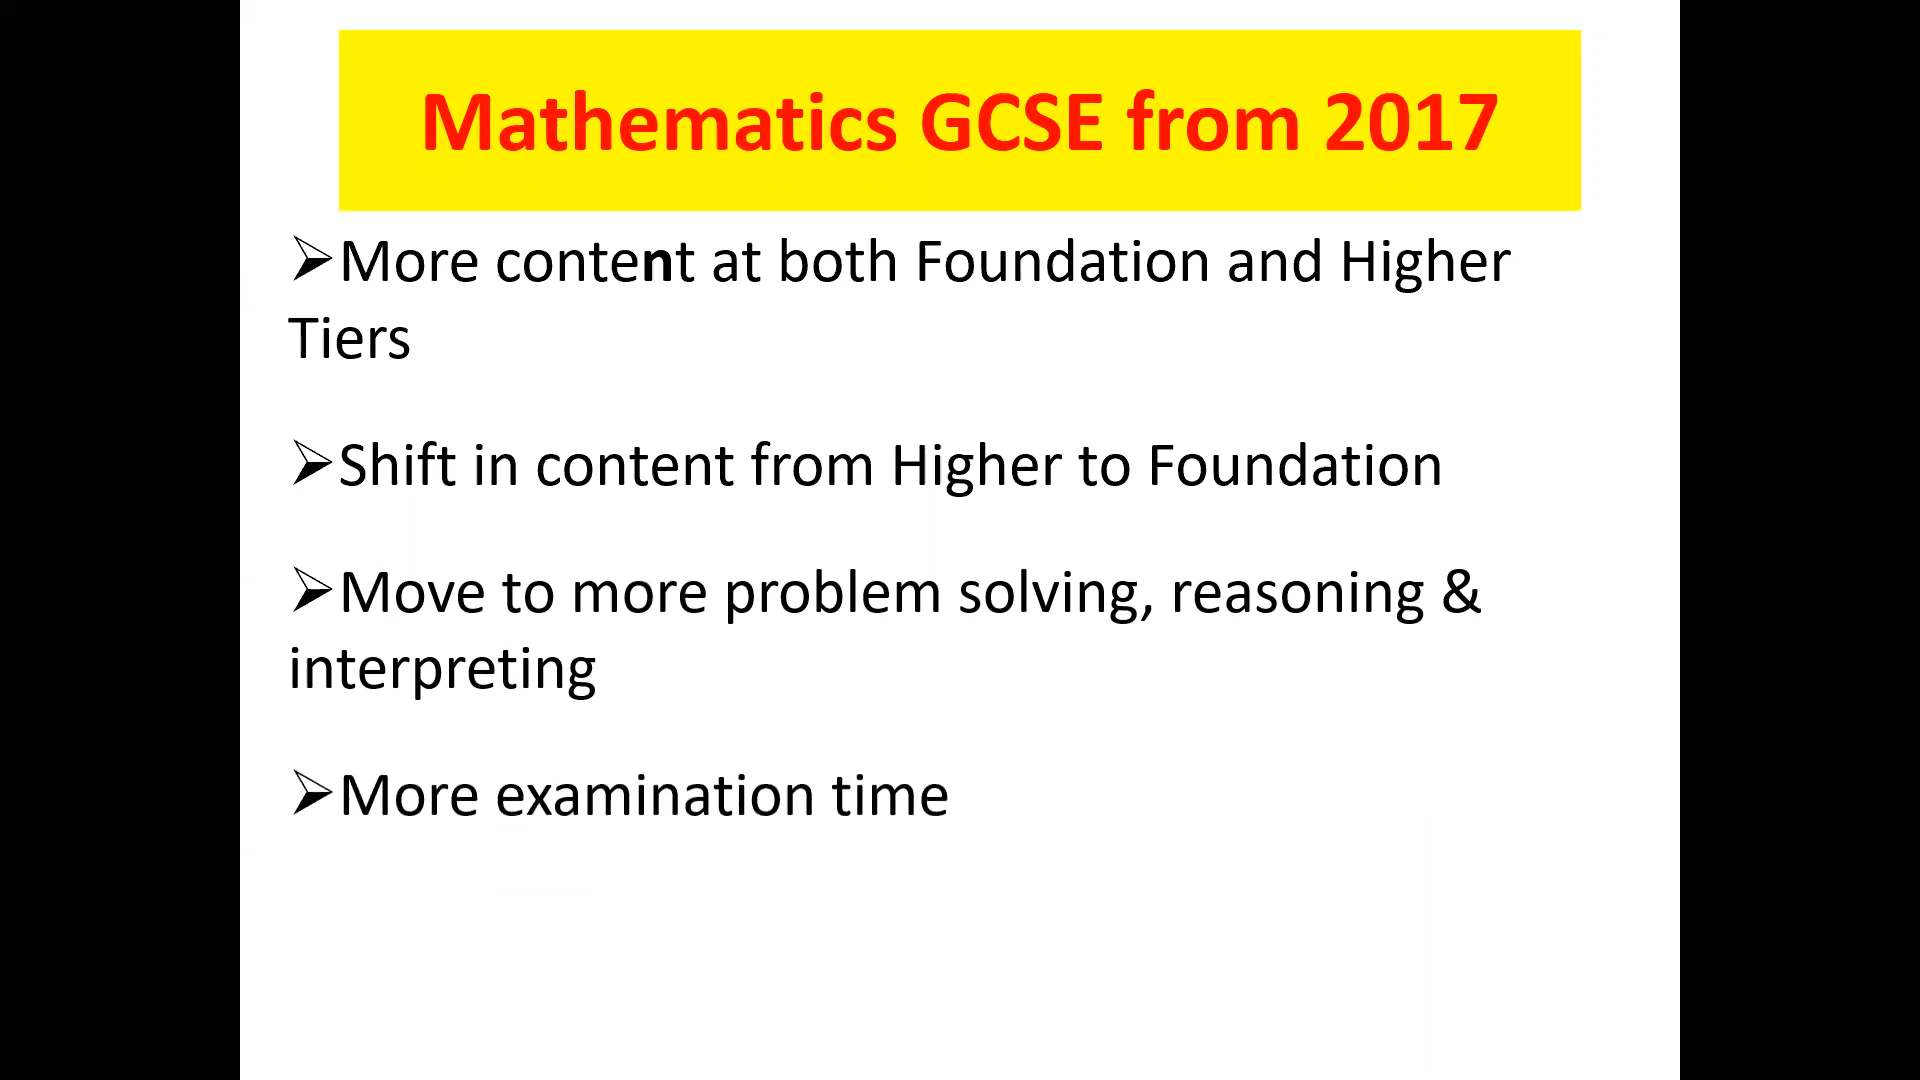 Mathematics GCSE from 2017
➢More content at both Foundation and Higher
Tiers
➢Shift in content from Higher to Foundation
➢Move to more problem solving, reasoning &
interpreting
➢More examination time